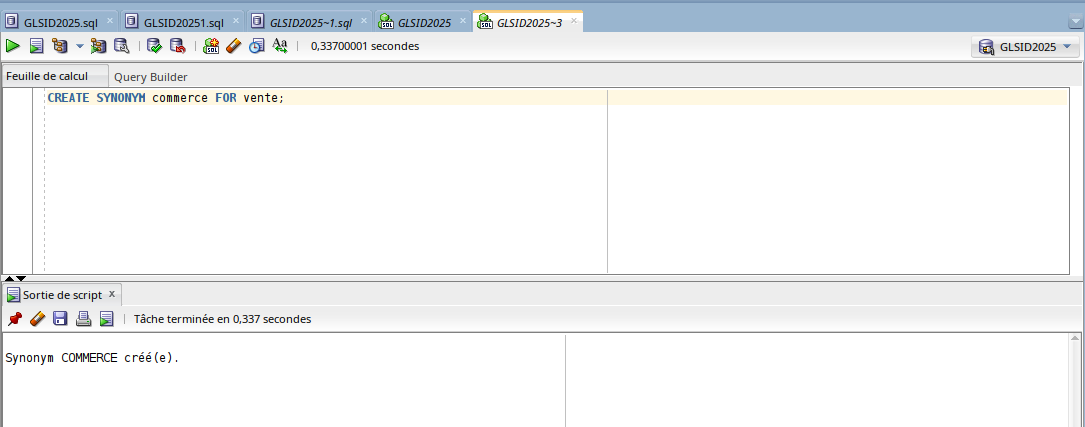 GLSID2025.sql × GLSID20251.sql × GLSID2025~1.sql × GLSID2025 × GLSID2025~3 ×
0,33700001 secondes GLSID2025
Feuille de calcul Query Builder
CREATE SYNONYM commerce FOR vente;
Sortie de script x
Tâche terminée en 0,337 secondes
Synonym COMMERCE créé(e).